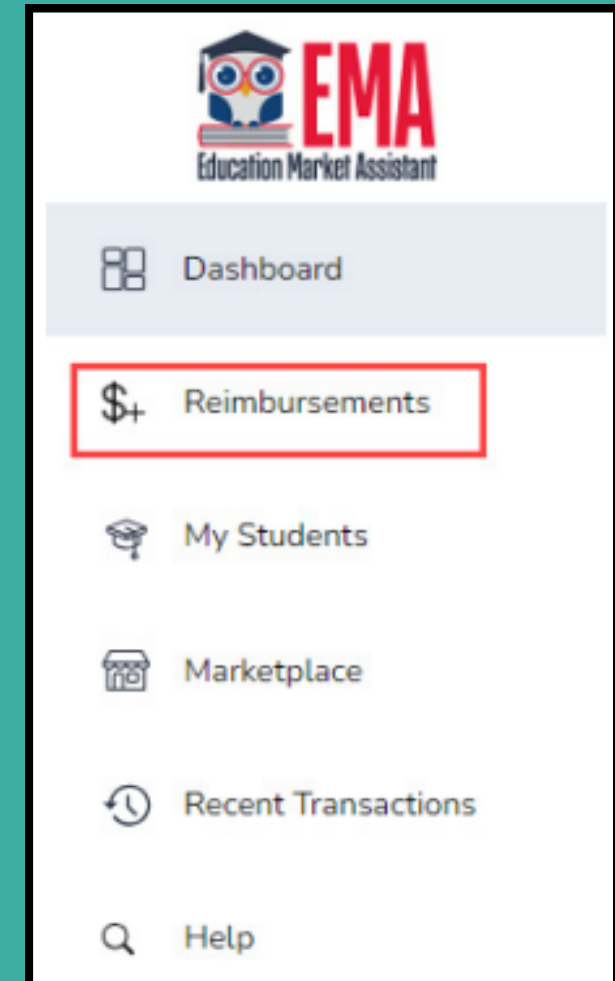 EMA
Education Market Assistant
Dashboard
$+ Reimbursements
My Students
Marketplace
Recent Transactions
Help